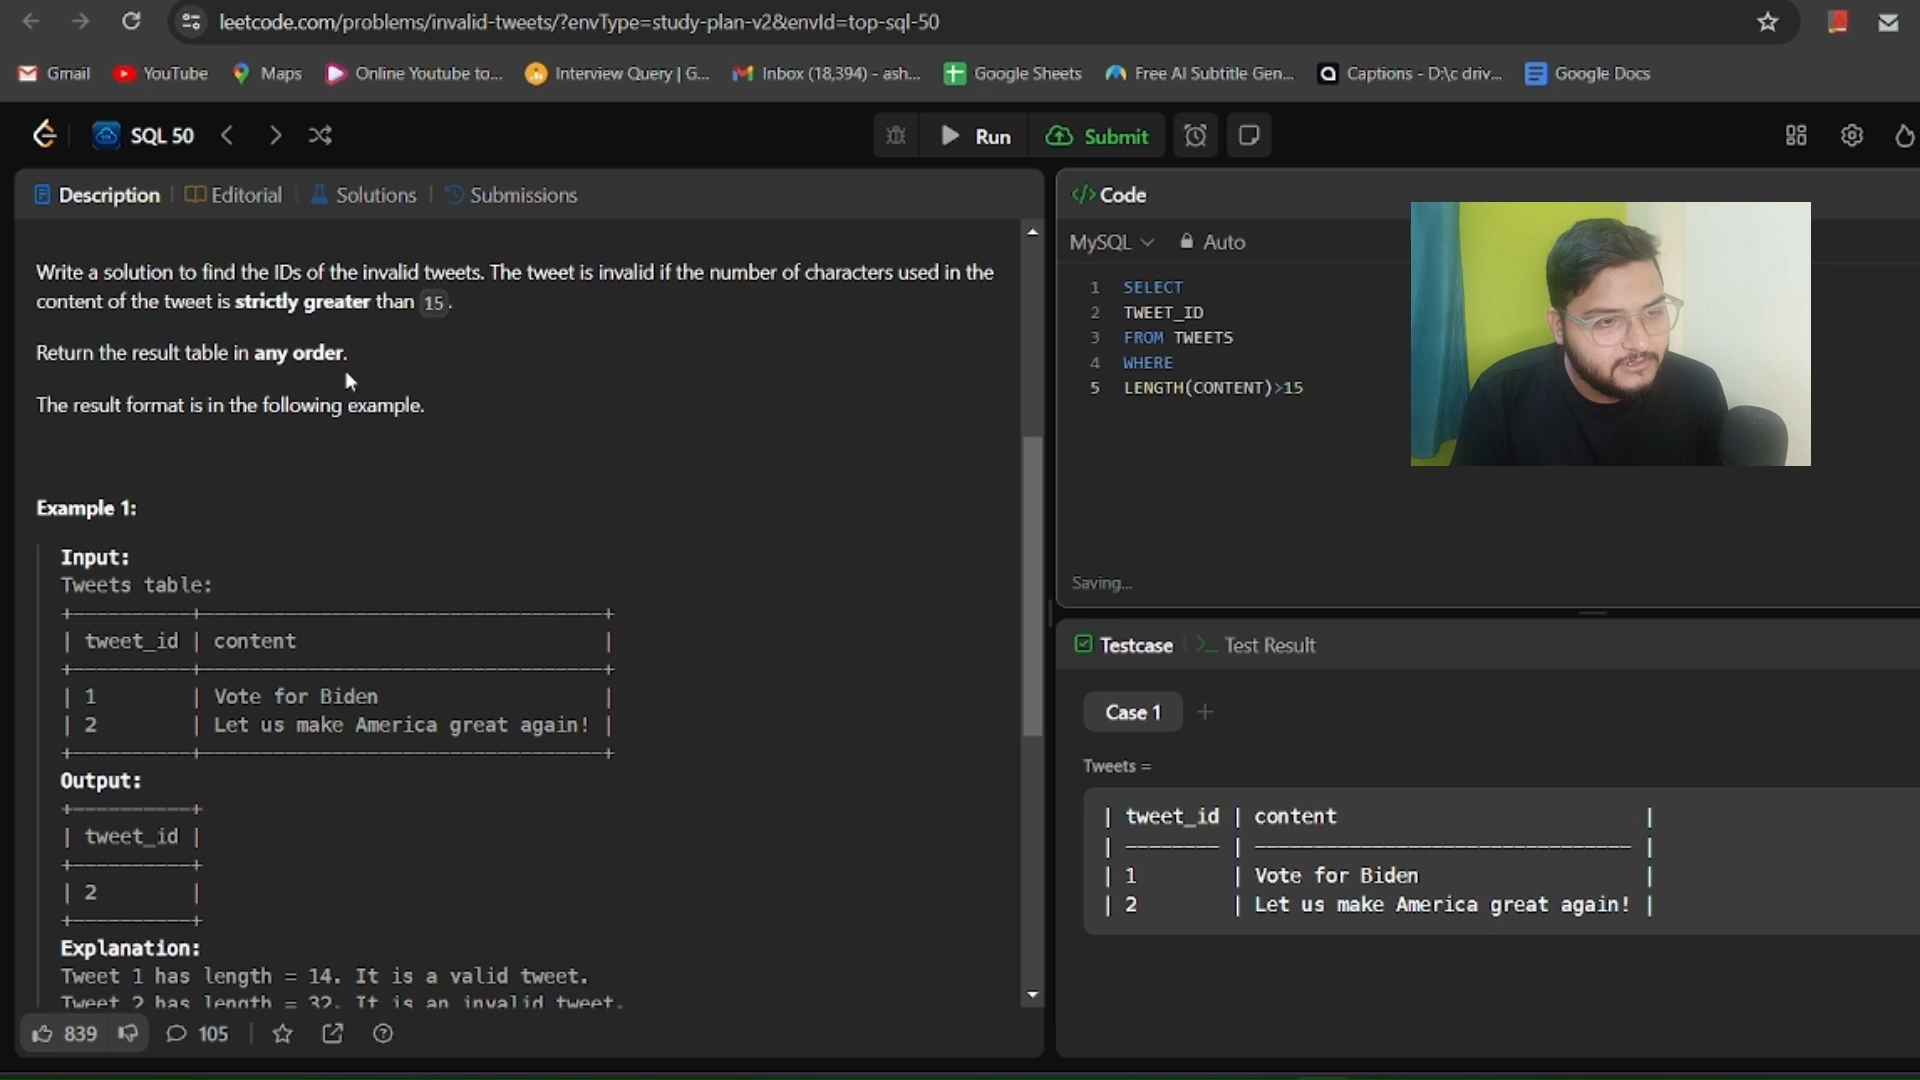 leetcode.com/problems/invalid-tweets/?envType=study-plan-v2&envId=top-sql-50
Gmail YouTube Maps Online Youtube to... Interview Query | G... Inbox (18,394) - ash... Google Sheets Free AI Subtitle Gen... Captions - D:\c driv... Google Docs
SQL 50 Run Submit
Description | Editorial | Solutions | Submissions
Write a solution to find the IDs of the invalid tweets. The tweet is invalid if the number of characters used in the
content of the tweet is strictly greater than 15.
Return the result table in any order.
The result format is in the following example.
Example 1:
Input:
Tweets table:
+----------+----------------------------------+
| tweet_id | content |
+----------+----------------------------------+
| 1 | Vote for Biden |
| 2 | Let us make America great again! |
+----------+----------------------------------+
Output:
+----------+
| tweet_id |
+----------+
| 2 |
+----------+
Explanation:
Tweet 1 has length = 14. It is a valid tweet.
Tweet 2 has length = 32. It is an invalid tweet.
839 105
</> Code
MySQL Auto
1 SELECT
2 TWEET_ID
3 FROM TWEETS
4 WHERE
5 LENGTH(CONTENT)>15
Saving...
Testcase | >_ Test Result
Case 1 +
Tweets =
| tweet_id | content |
| -------- | -------------------------------- |
| 1 | Vote for Biden |
| 2 | Let us make America great again! |